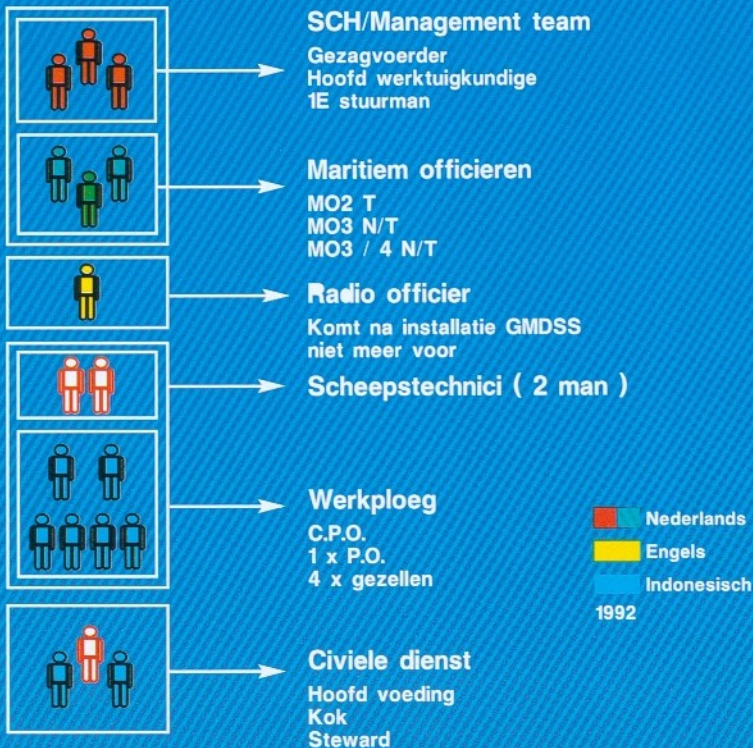 SCH/Management team
Gezagvoerder
Hoofd werktuigkundige
1E stuurman
Maritiem officieren
MO2 T
MO3 N/T
MO3 / 4 N/T
Radio officier
Komt na installatie GMDSS
niet meer voor
Scheepstechnici ( 2 man )
Werkploeg
C.P.O.
1 x P.O.
4 x gezellen
Nederlands
Engels
Indonesisch
1992
Civiele dienst
Hoofd voeding
Kok
Steward